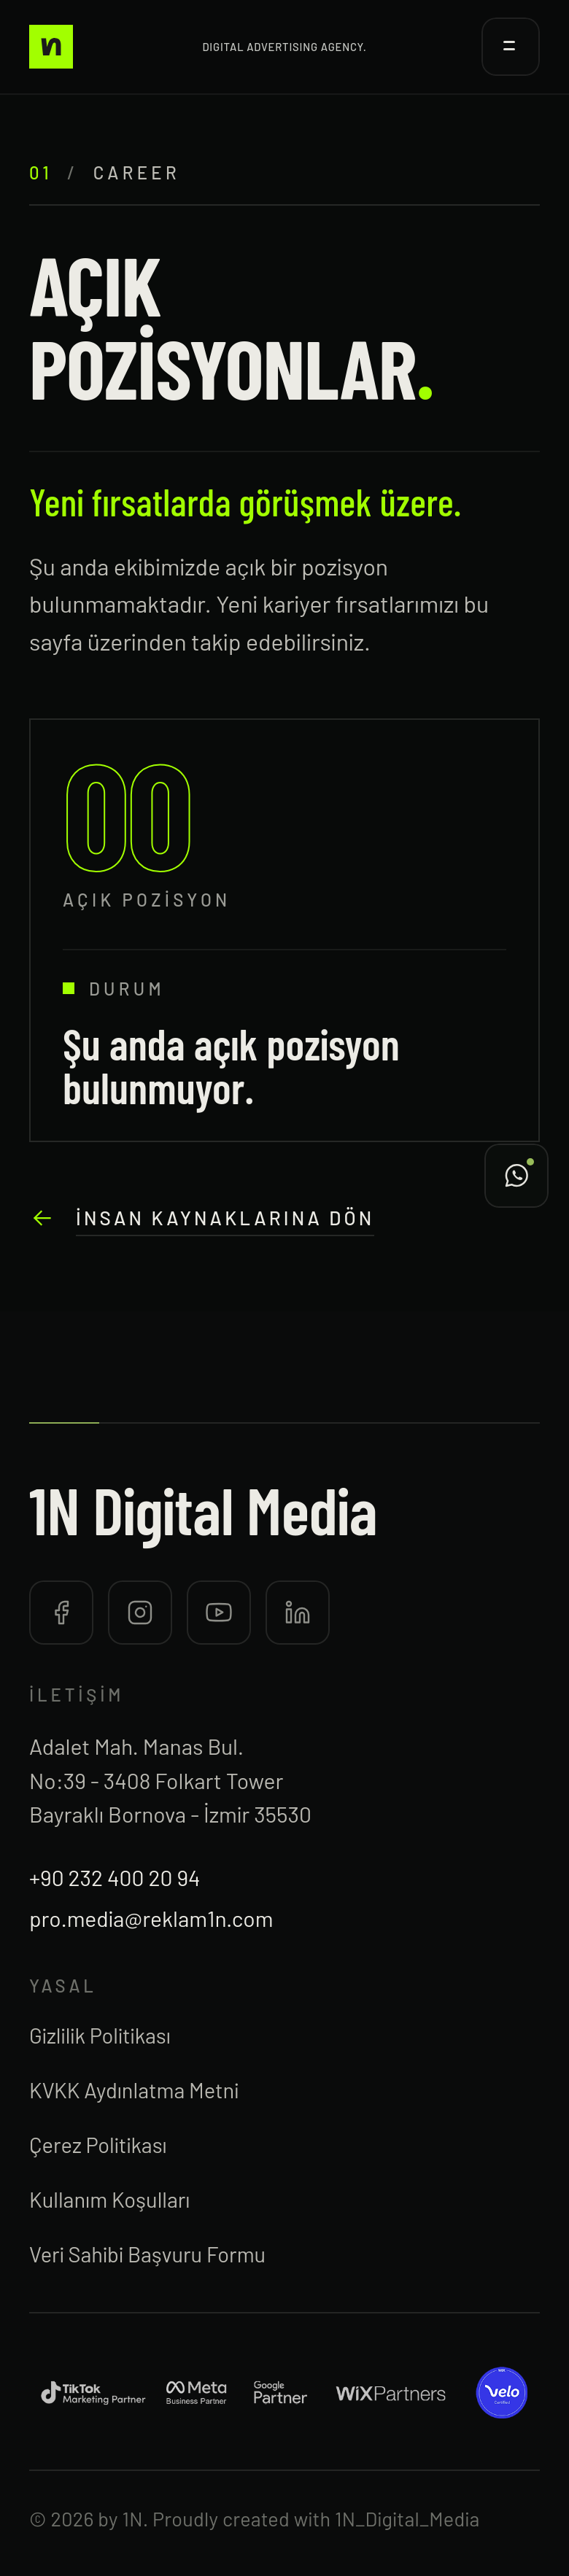 n
DIGITAL ADVERTISING AGENCY.
01 / CAREER
AÇIK
POZİSYONLAR.
Yeni fırsatlarda görüşmek üzere.
Şu anda ekibimizde açık bir pozisyon
bulunmamaktadır. Yeni kariyer fırsatlarımızı bu
sayfa üzerinden takip edebilirsiniz.
00
AÇIK POZİSYON
DURUM
Şu anda açık pozisyon
bulunmuyor.
← İNSAN KAYNAKLARINA DÖN
1N Digital Media
İLETİŞİM
Adalet Mah. Manas Bul.
No:39 - 3408 Folkart Tower
Bayraklı Bornova - İzmir 35530
+90 232 400 20 94
pro.media@reklam1n.com
YASAL
Gizlilik Politikası
KVKK Aydınlatma Metni
Çerez Politikası
Kullanım Koşulları
Veri Sahibi Başvuru Formu
TikTok
Marketing Partner
Meta
Business Partner
Google
Partner
WiXPartners
velo
© 2026 by 1N. Proudly created with 1N_Digital_Media